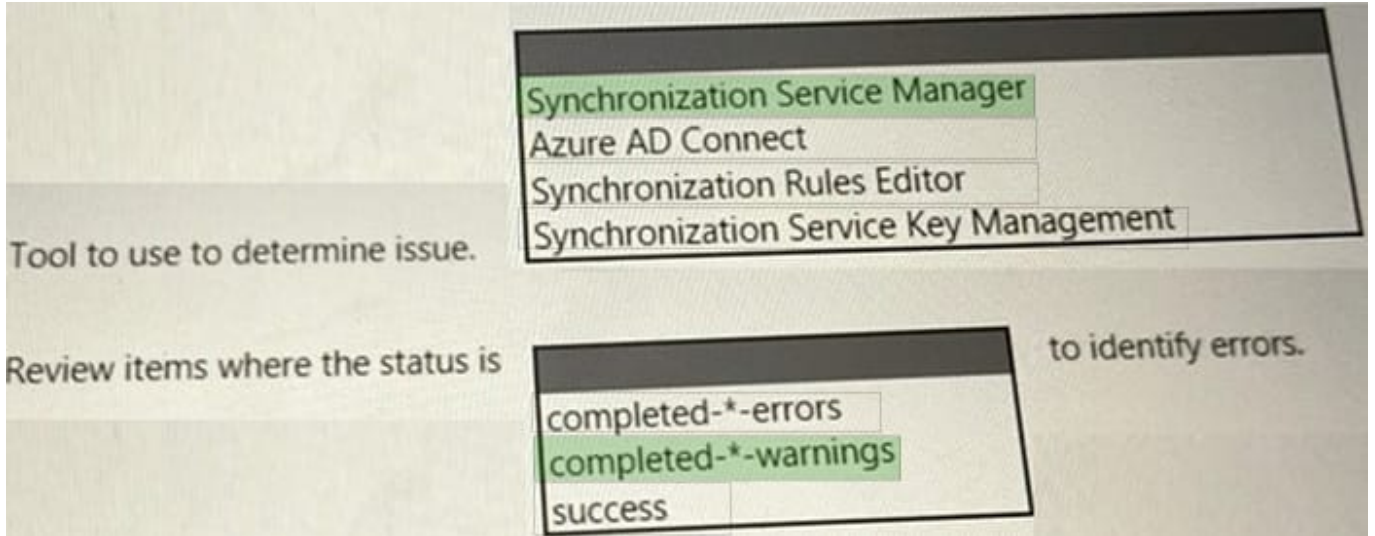 Synchronization Service Manager
Azure AD Connect
Synchronization Rules Editor
Synchronization Service Key Management
Tool to use to determine issue.
Review items where the status is
to identify errors.
completed-*-errors
completed-*-warnings
success